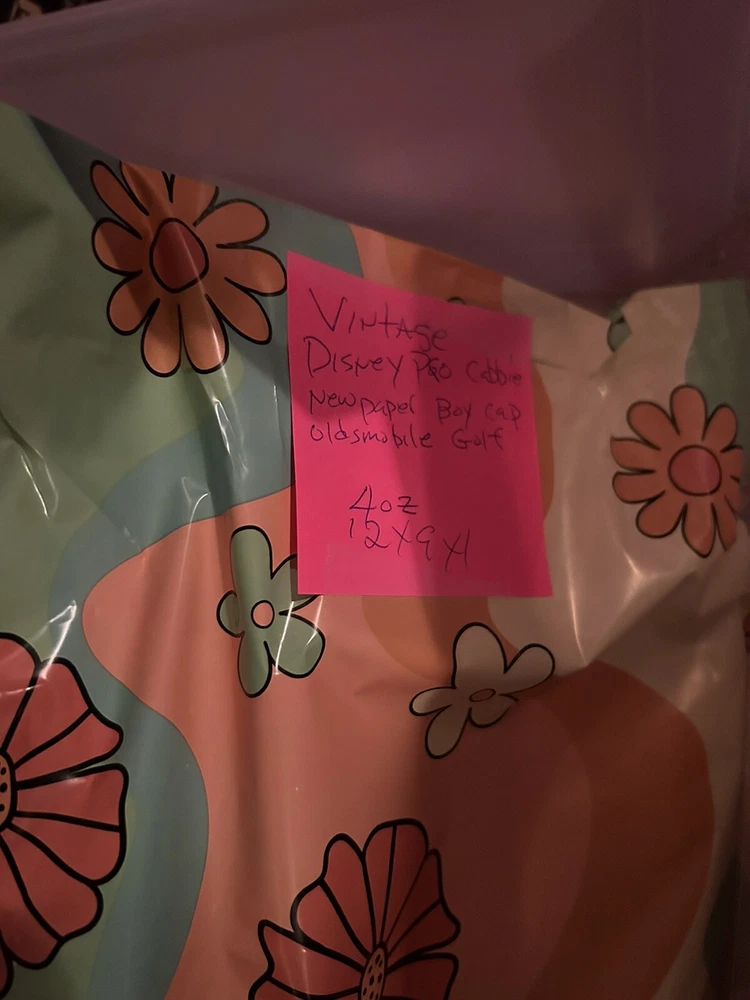 Vintage
Disney Pro Cabbie
Newpaper Boy cap
Oldsmobile Golf
4oz
12x9x1